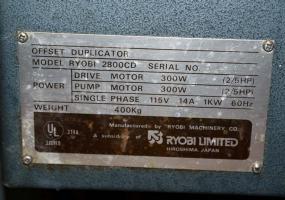 OFFSET DUPLICATOR
MODEL RYOBI 2800CD SERIAL NO.
POWER
DRIVE MOTOR 300W (2/5HP)
PUMP MOTOR 300W (2/5HP)
SINGLE PHASE 115V 14A 1KW 60Hz
WEIGHT 400Kg
Manufactured by RYOBI MACHINERY CO.
UL
A subsidiary of RYOBI LIMITED
HIROSHIMA, JAPAN